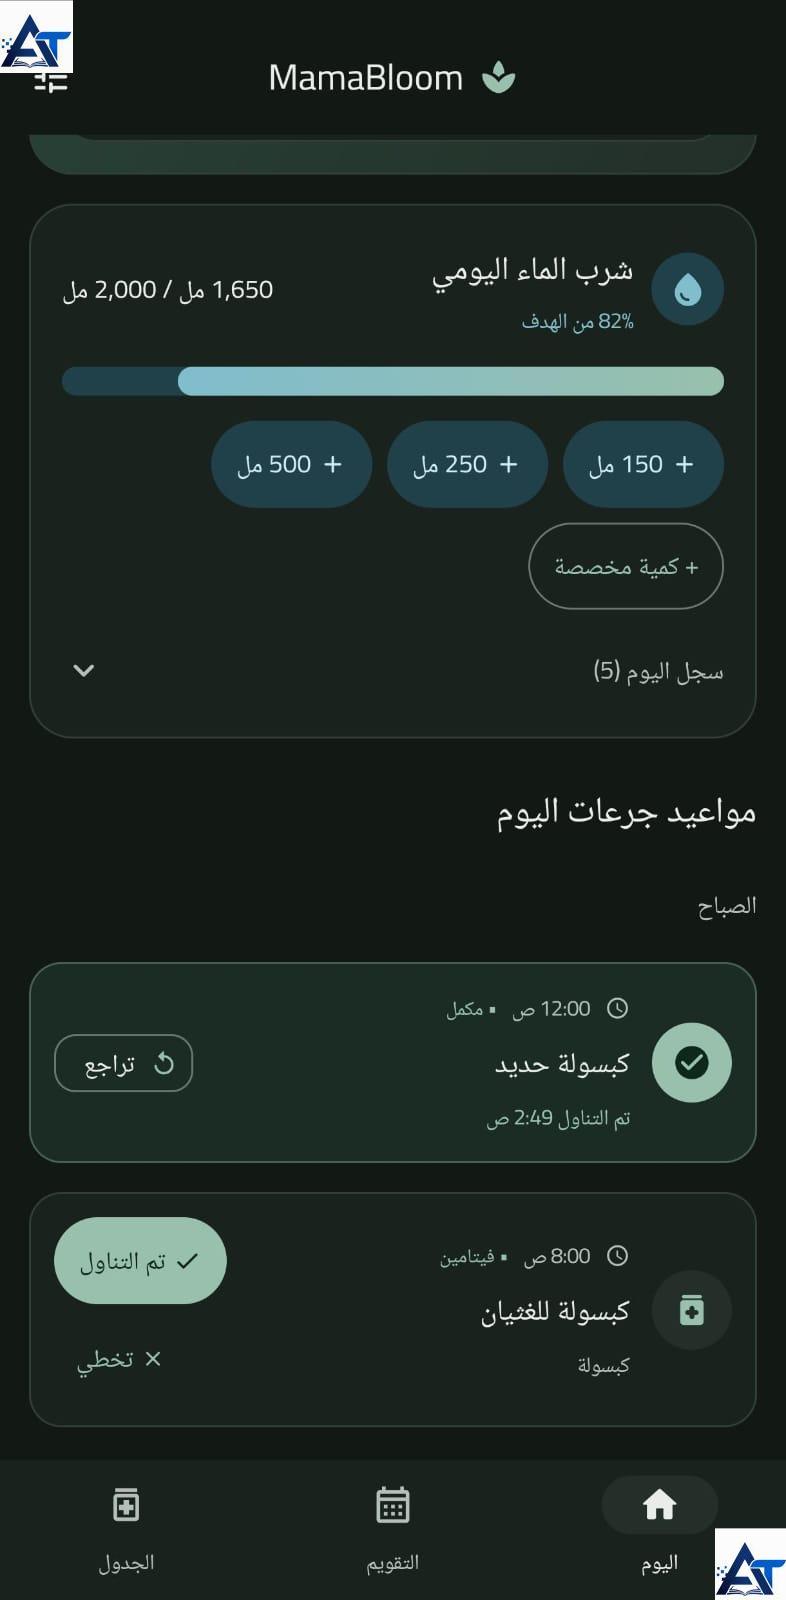 AT
MamaBloom
شرب الماء اليومي
1,650 مل / 2,000 مل
82% من الهدف
+ 150 مل
+ 250 مل
+ 500 مل
+ كمية مخصصة
سجل اليوم (5)
مواعيد جرعات اليوم
الصباح
12:00 ص • مكمل
كبسولة حديد
تم التناول 2:49 ص
تراجع
8:00 ص • فيتامين
كبسولة للغثيان
كبسولة
تم التناول
تخطي
اليوم
التقويم
الجدول
AT